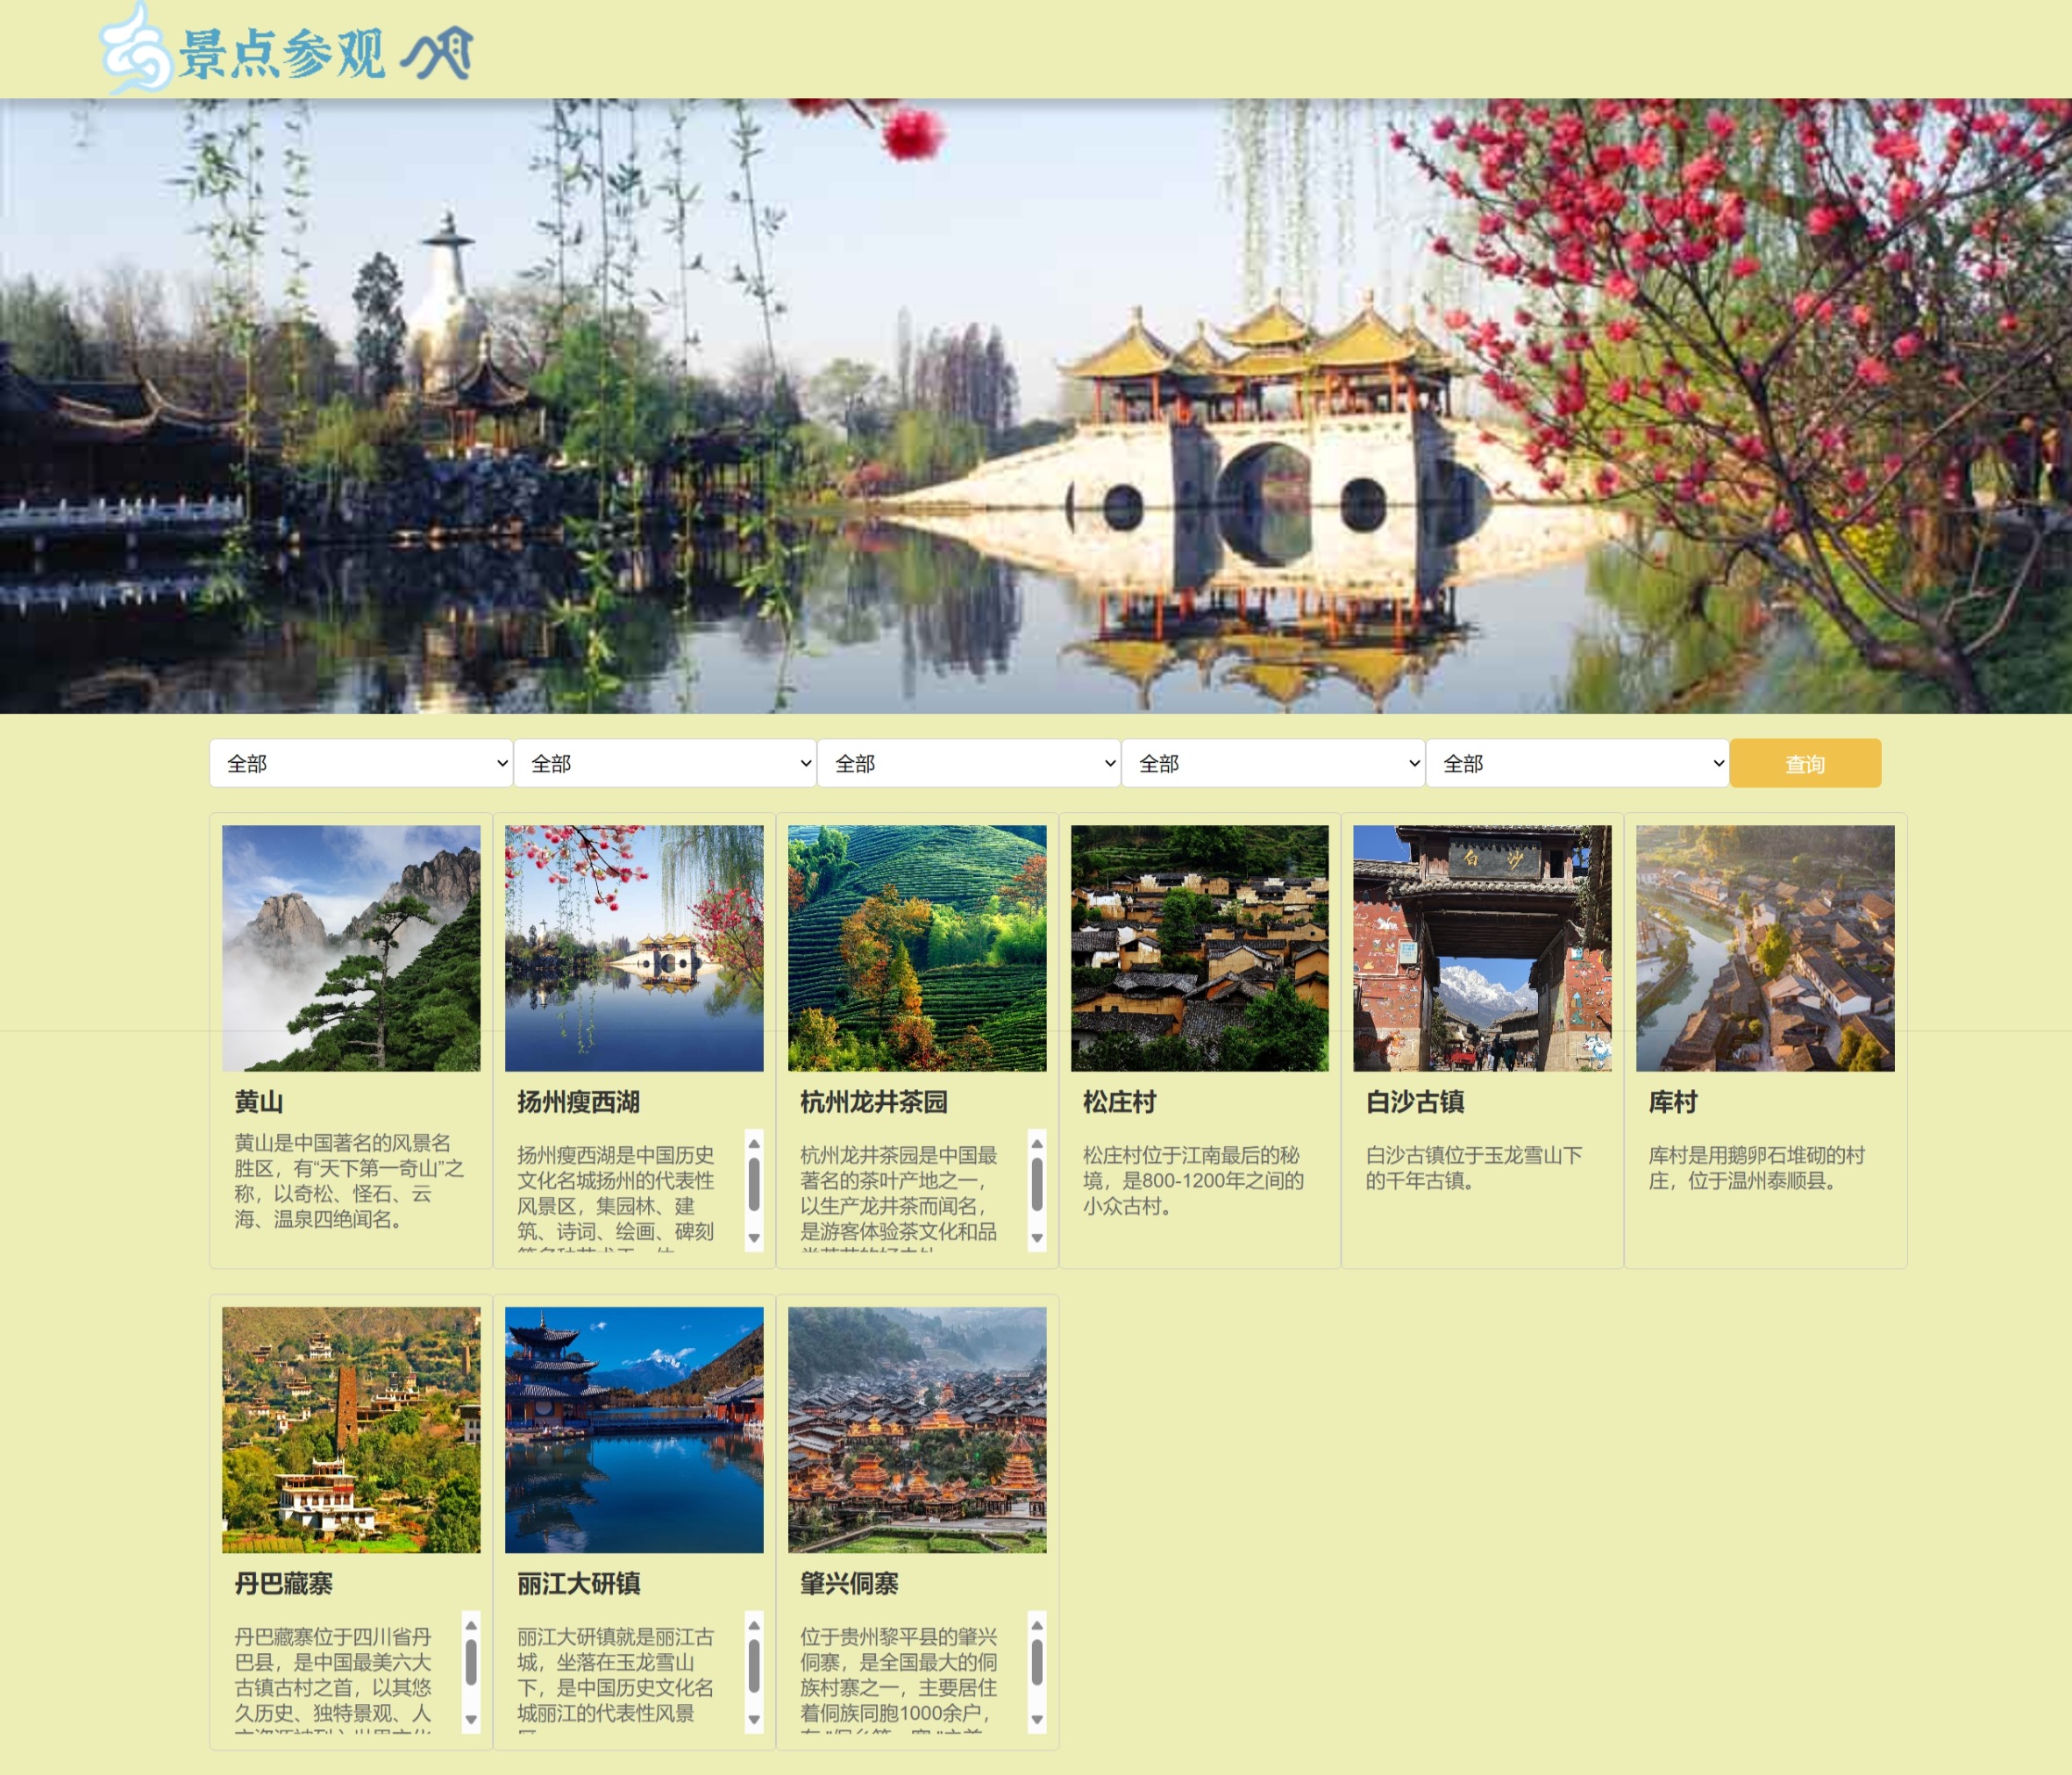 景点参观
全部 全部 全部 全部 全部 查询
白沙
黄山
黄山是中国著名的风景名
胜区，有“天下第一奇山”之
称，以奇松、怪石、云
海、温泉四绝闻名。
扬州瘦西湖
扬州瘦西湖是中国历史
文化名城扬州的代表性
风景区，集园林、建
筑、诗词、绘画、碑刻
杭州龙井茶园
杭州龙井茶园是中国最
著名的茶叶产地之一，
以生产龙井茶而闻名，
是游客体验茶文化和品
松庄村
松庄村位于江南最后的秘
境，是800-1200年之间的
小众古村。
白沙古镇
白沙古镇位于玉龙雪山下
的千年古镇。
库村
库村是用鹅卵石堆砌的村
庄，位于温州泰顺县。
丹巴藏寨
丹巴藏寨位于四川省丹
巴县，是中国最美六大
古镇古村之首，以其悠
久历史、独特景观、人
丽江大研镇
丽江大研镇就是丽江古
城，坐落在玉龙雪山
下，是中国历史文化名
城丽江的代表性风景
肇兴侗寨
位于贵州黎平县的肇兴
侗寨，是全国最大的侗
族村寨之一，主要居住
着侗族同胞1000余户，